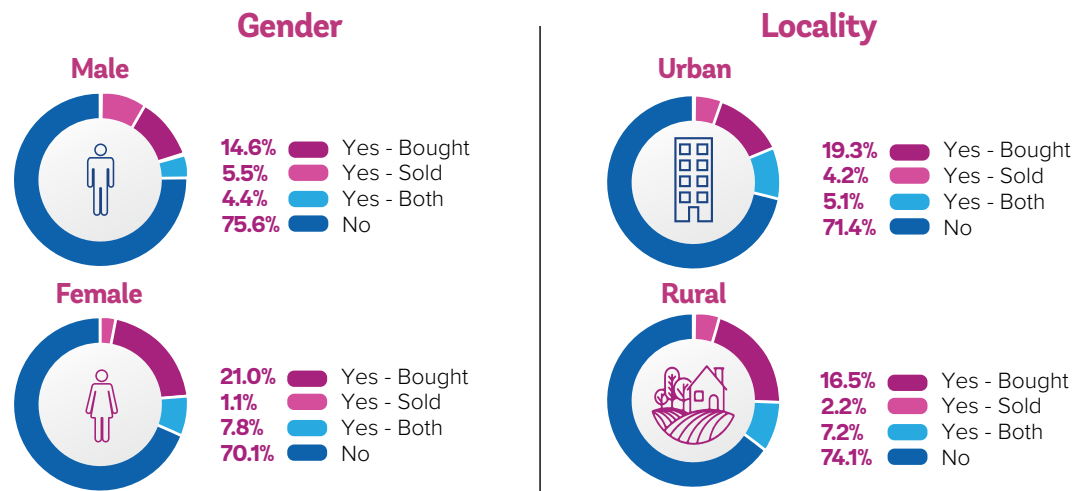 Gender
Male
14.6% Yes - Bought
5.5% Yes - Sold
4.4% Yes - Both
75.6% No
Female
21.0% Yes - Bought
1.1% Yes - Sold
7.8% Yes - Both
70.1% No
Locality
Urban
19.3% Yes - Bought
4.2% Yes - Sold
5.1% Yes - Both
71.4% No
Rural
16.5% Yes - Bought
2.2% Yes - Sold
7.2% Yes - Both
74.1% No